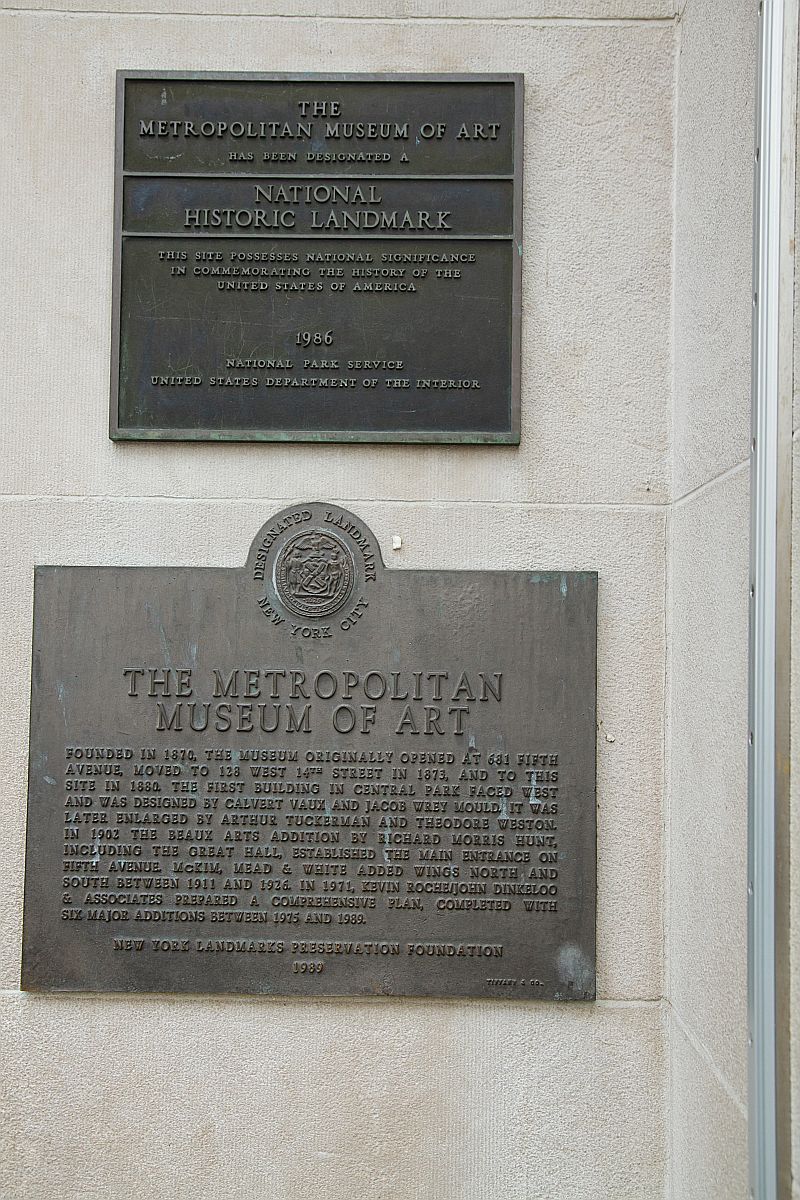 THE
METROPOLITAN MUSEUM OF ART
HAS BEEN DESIGNATED A
NATIONAL
HISTORIC LANDMARK
THIS SITE POSSESSES NATIONAL SIGNIFICANCE
IN COMMEMORATING THE HISTORY OF THE
UNITED STATES OF AMERICA
1986
NATIONAL PARK SERVICE
UNITED STATES DEPARTMENT OF THE INTERIOR
DESIGNATED LANDMARK
NEW YORK CITY
THE METROPOLITAN
MUSEUM OF ART
FOUNDED IN 1870, THE MUSEUM ORIGINALLY OPENED AT 681 FIFTH
AVENUE, MOVED TO 128 WEST 14TH STREET IN 1873, AND TO THIS
SITE IN 1880. THE FIRST BUILDING IN CENTRAL PARK FACED WEST
AND WAS DESIGNED BY CALVERT VAUX AND JACOB WREY MOULD. IT WAS
LATER ENLARGED BY ARTHUR TUCKERMAN AND THEODORE WESTON.
IN 1902 THE BEAUX ARTS ADDITION BY RICHARD MORRIS HUNT,
INCLUDING THE GREAT HALL, ESTABLISHED THE MAIN ENTRANCE ON
FIFTH AVENUE. McKIM, MEAD & WHITE ADDED WINGS NORTH AND
SOUTH BETWEEN 1911 AND 1926. IN 1971, KEVIN ROCHE/JOHN DINKELOO
& ASSOCIATES PREPARED A COMPREHENSIVE PLAN, COMPLETED WITH
SIX MAJOR ADDITIONS BETWEEN 1975 AND 1989.
NEW YORK LANDMARKS PRESERVATION FOUNDATION
1989
TIFFANY & CO.